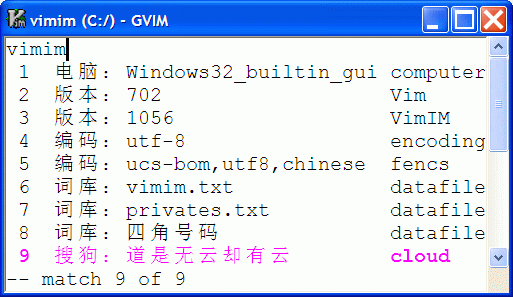 vimim (C:/) - GVIM
vimim
1 电脑: Windows32_builtin_gui computer
2 版本: 702 Vim
3 版本: 1056 VimIM
4 编码: utf-8 encoding
5 编码: ucs-bom,utf8,chinese fencs
6 词库: vimim.txt datafile
7 词库: privates.txt datafile
8 词库: 四角号码 datafile
9 搜狗: 道是无云却有云 cloud
-- match 9 of 9